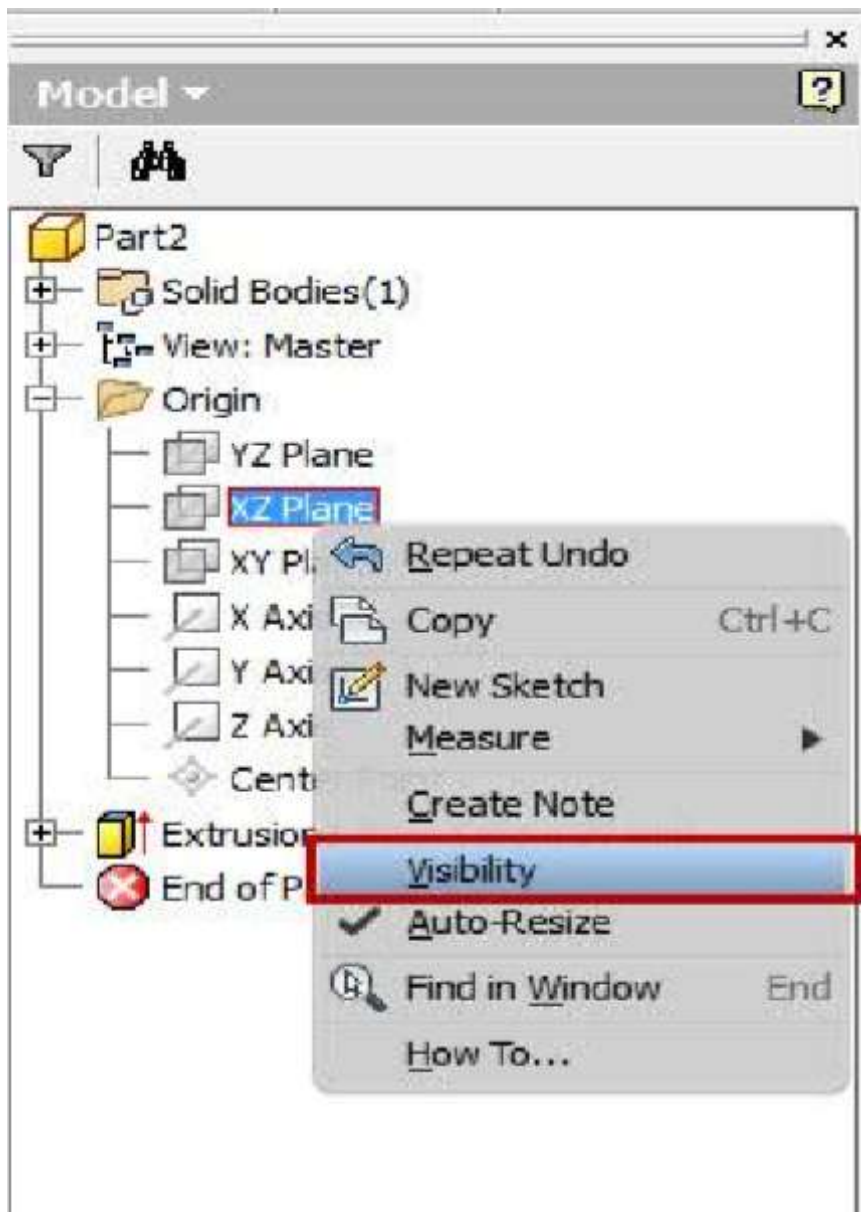 Model
Part2
Solid Bodies(1)
View: Master
Origin
YZ Plane
XZ Plane
XY Pl
X Axi
Y Axi
Z Axi
Cent
Extrusion
End of P
Repeat Undo
Copy Ctrl+C
New Sketch
Measure
Create Note
Visibility
Auto-Resize
Find in Window End
How To...